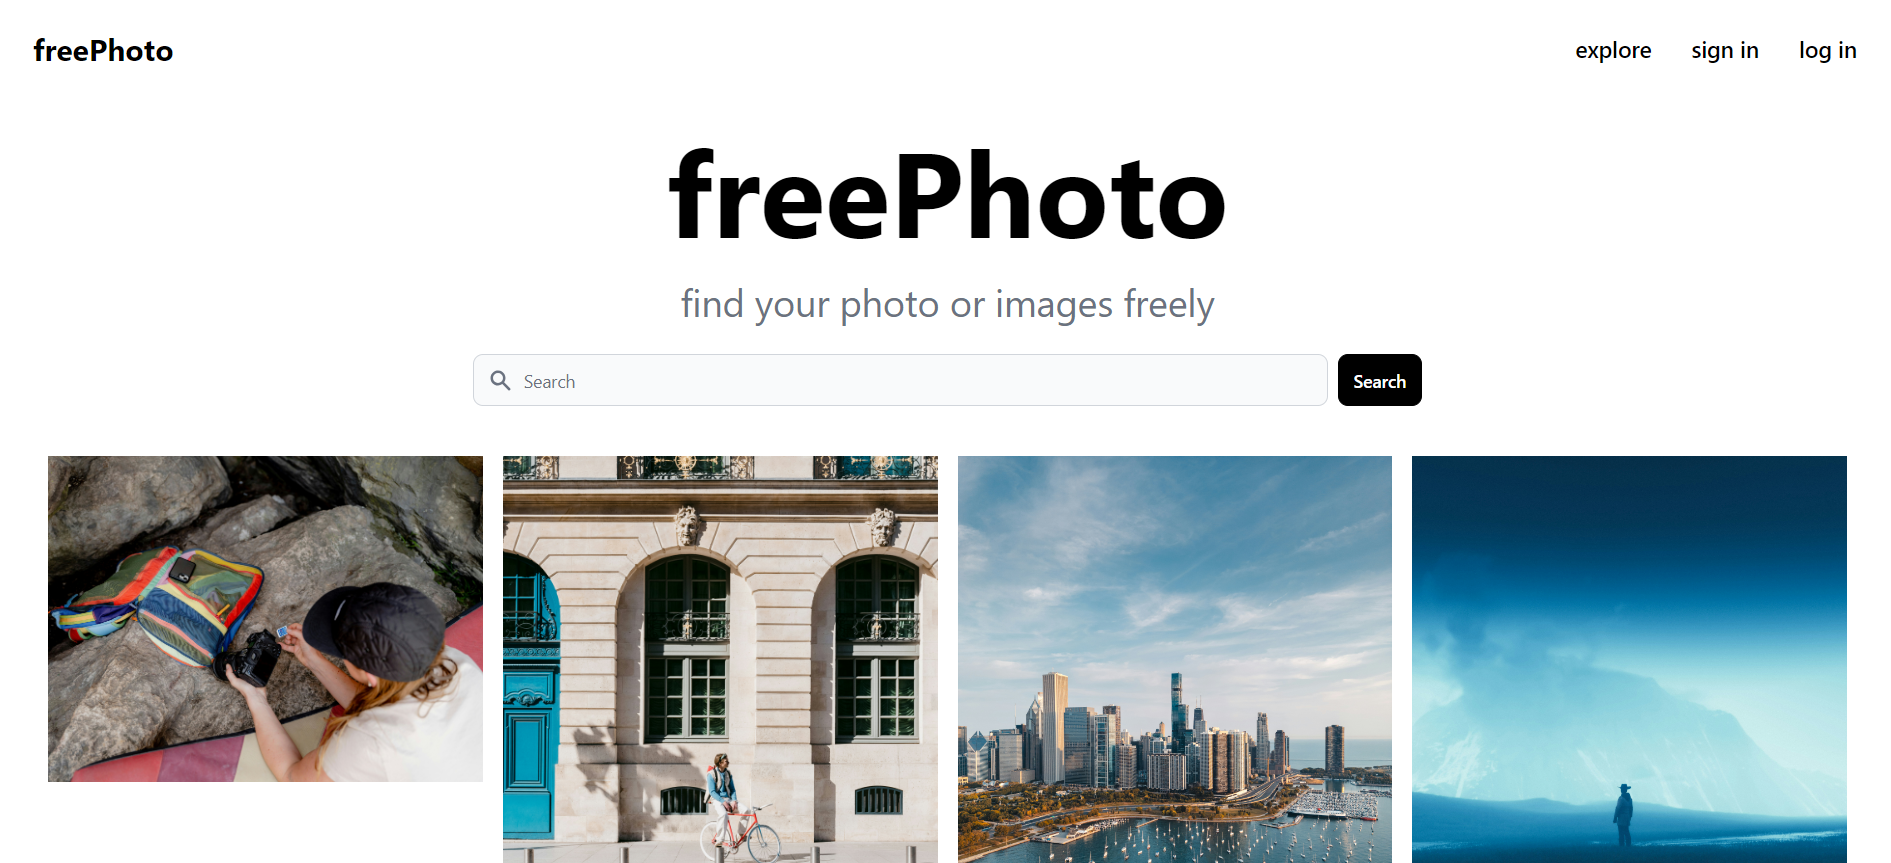 freePhoto
explore sign in log in
freePhoto
find your photo or images freely
Search
Search